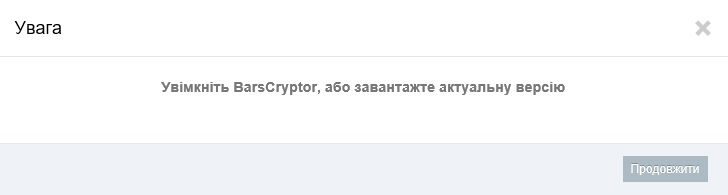 Увага
Увімкніть BarsCryptor, або завантажте актуальну версію
Продовжити